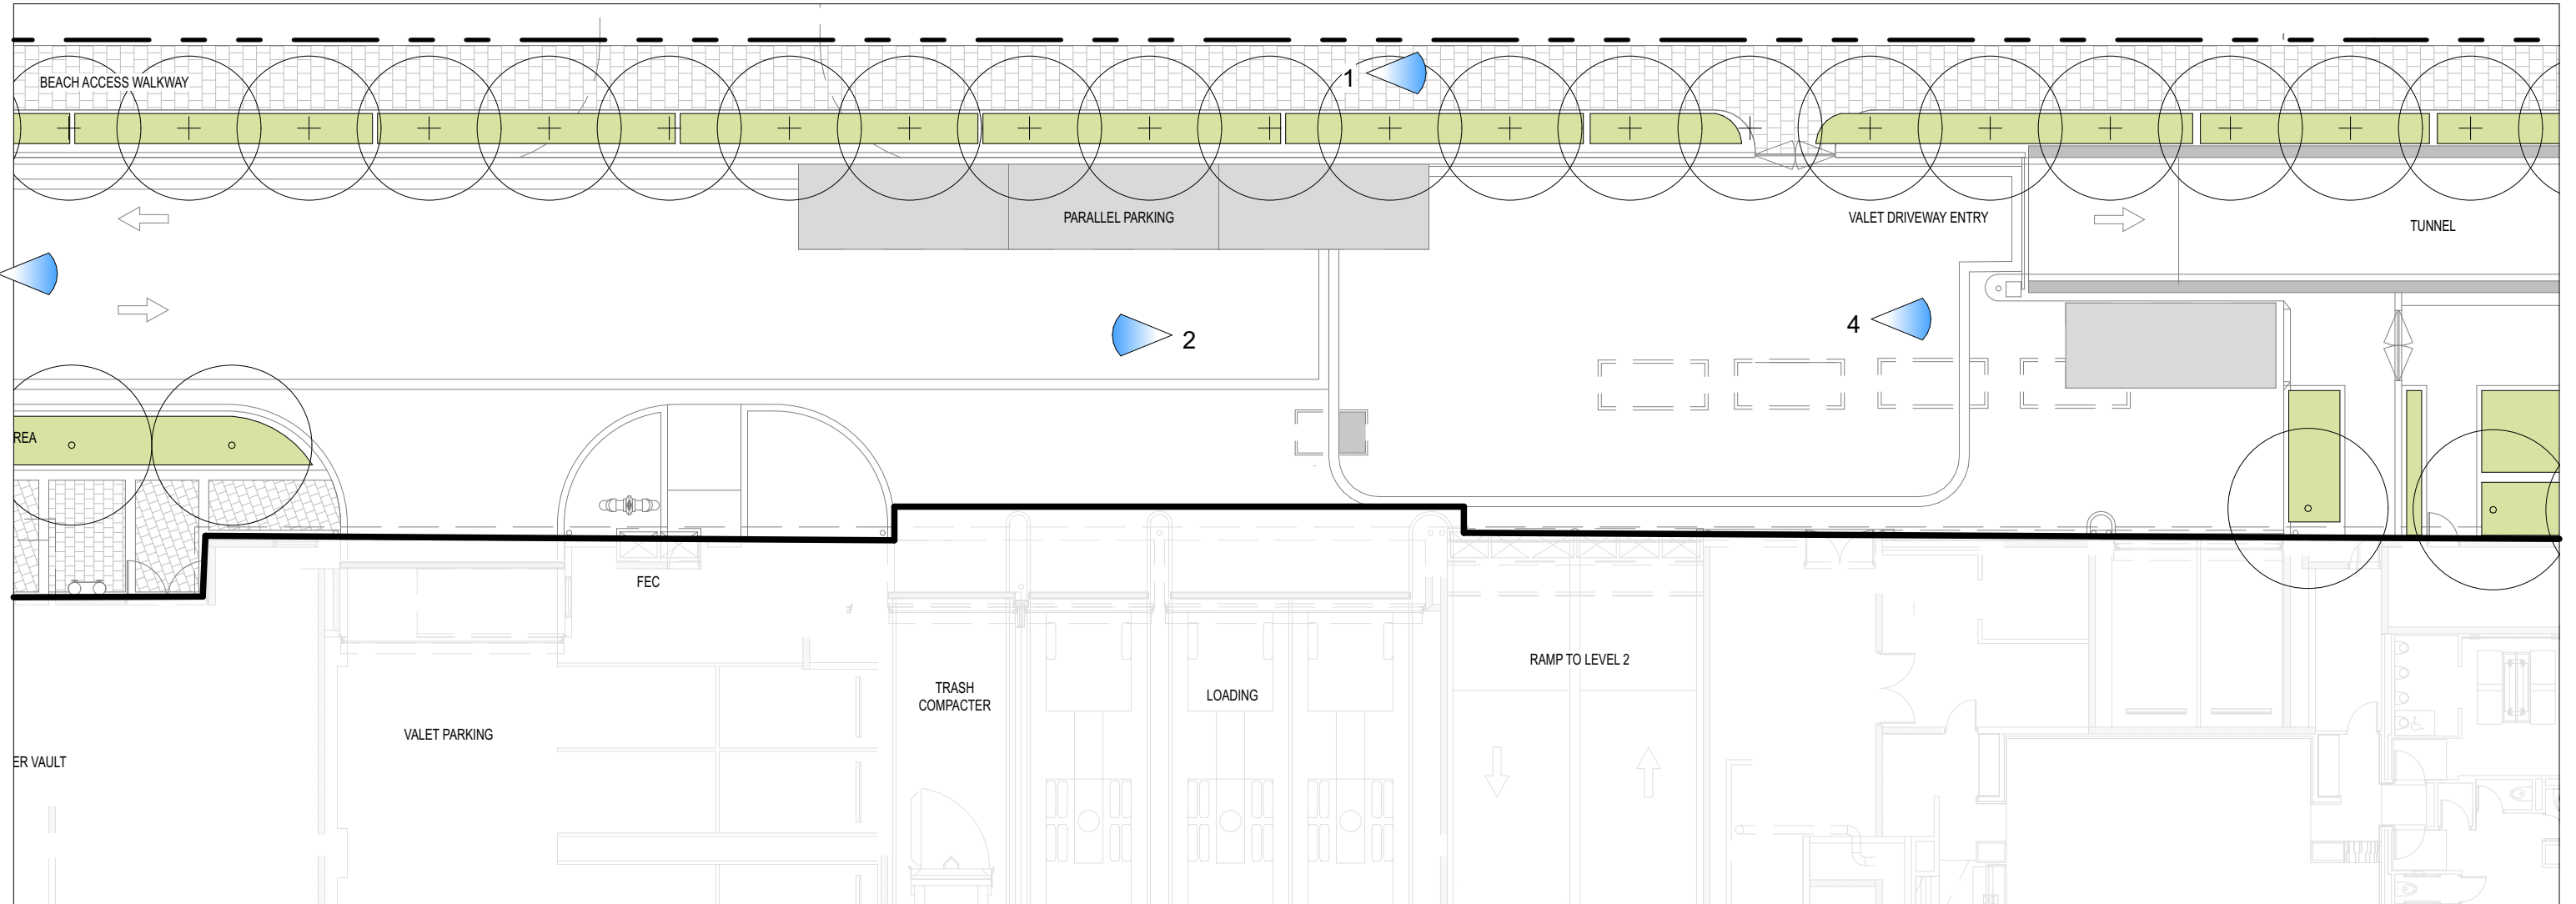 BEACH ACCESS WALKWAY
1
PARALLEL PARKING
VALET DRIVEWAY ENTRY
TUNNEL
2
4
REA
FEC
RAMP TO LEVEL 2
TRASH
COMPACTER
LOADING
VALET PARKING
ER VAULT